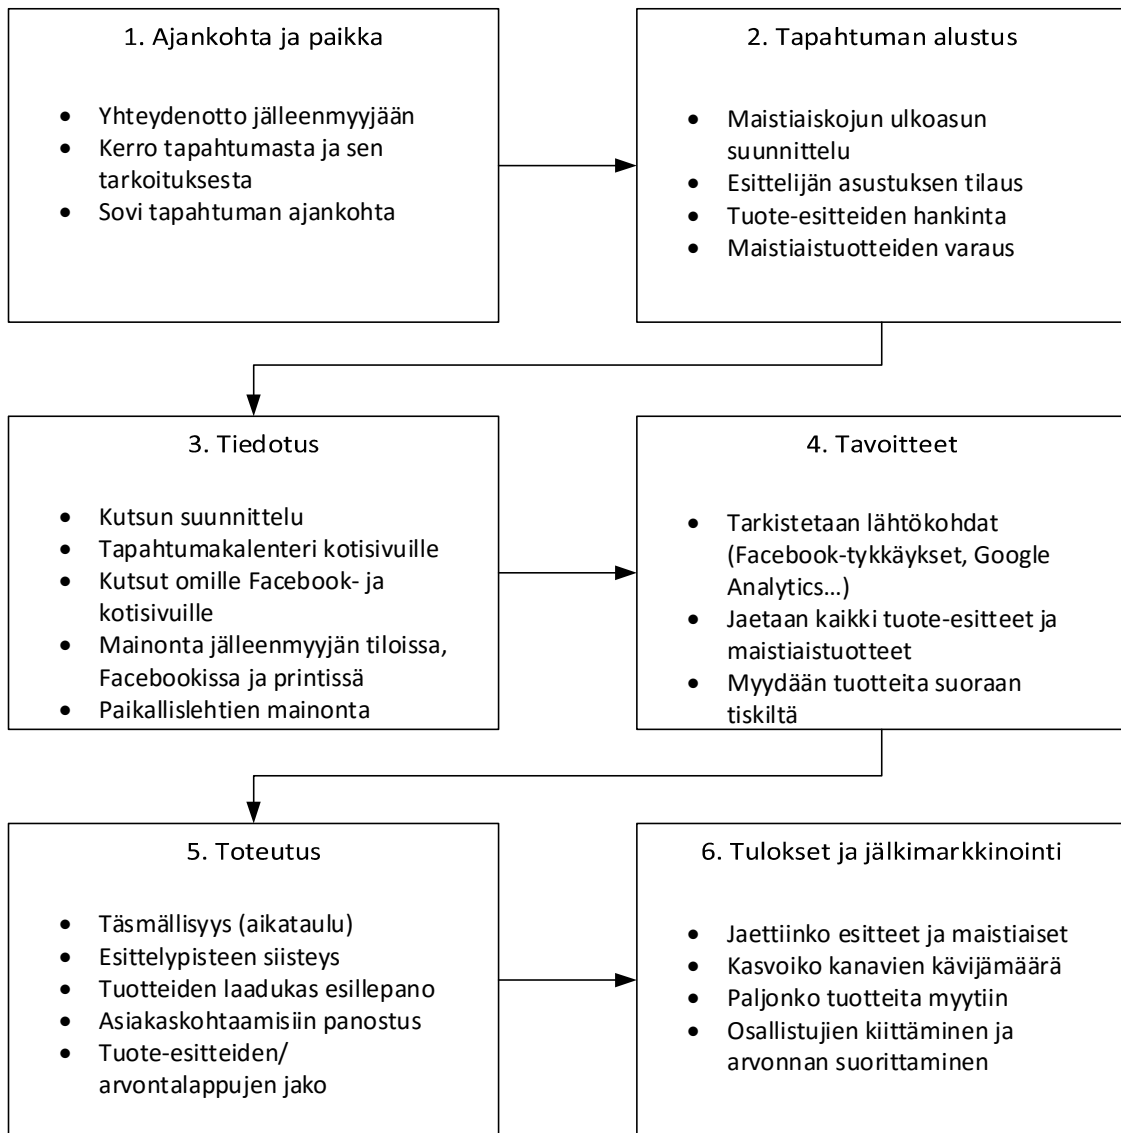 1. Ajankohta ja paikka
• Yhteydenotto jälleenmyyjään
• Kerro tapahtumasta ja sen
tarkoituksesta
• Sovi tapahtuman ajankohta
2. Tapahtuman alustus
• Maistiaiskojun ulkoasun
suunnittelu
• Esittelijän asustuksen tilaus
• Tuote-esitteiden hankinta
• Maistiaistuotteiden varaus
3. Tiedotus
• Kutsun suunnittelu
• Tapahtumakalenteri kotisivuille
• Kutsut omille Facebook- ja
kotisivuille
• Mainonta jälleenmyyjän tiloissa,
Facebookissa ja printissä
• Paikallislehtien mainonta
4. Tavoitteet
• Tarkistetaan lähtökohdat
(Facebook-tykkäykset, Google
Analytics…)
• Jaetaan kaikki tuote-esitteet ja
maistiaistuotteet
• Myydään tuotteita suoraan
tiskiltä
5. Toteutus
• Täsmällisyys (aikataulu)
• Esittelypisteen siisteys
• Tuotteiden laadukas esillepano
• Asiakaskohtaamisiin panostus
• Tuote-esitteiden/
arvontalappujen jako
6. Tulokset ja jälkimarkkinointi
• Jaettiinko esitteet ja maistiaiset
• Kasvoiko kanavien kävijämäärä
• Paljonko tuotteita myytiin
• Osallistujien kiittäminen ja
arvonnan suorittaminen